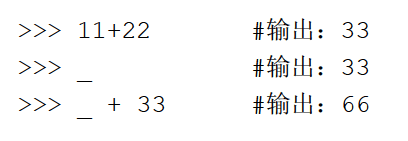 >>> 11+22 #输出：33
>>> _ #输出：33
>>> _ + 33 #输出：66